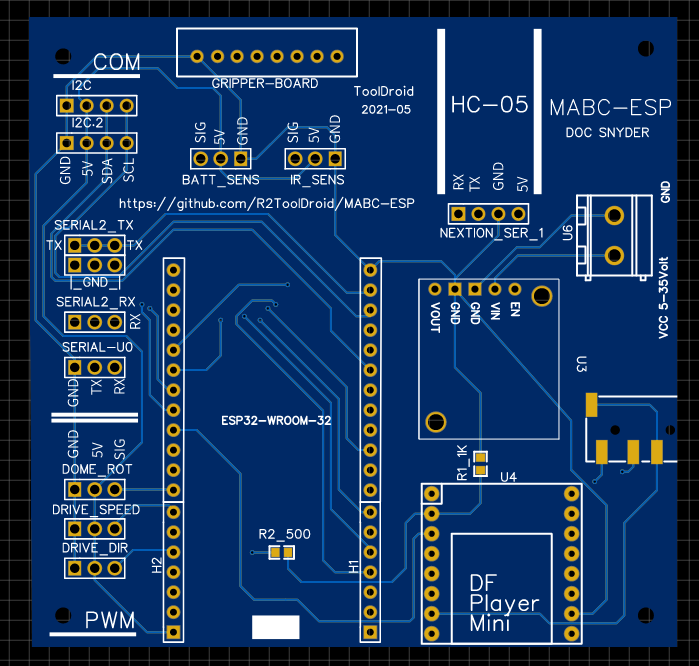 COM
I2C
I2C:2
GND
5V
SDA
SCL
GRIPPER-BOARD
ToolDroid
2021-05
SIG
5V
GND
BATT_SENS
SIG
5V
GND
IR_SENS
HC-05
RX
TX
GND
5V
NEXTION_SER_1
MABC-ESP
DOC SNYDER
https://github.com/R2ToolDroid/MABC-ESP
GND
U6
VCC 5-35Volt
SERIAL2_TX
TX
TX
|_GND_|
SERIAL2_RX
RX
SERIAL-U0
GND
TX
RX
VOUT
GND
GND
VIN
EN
U3
ESP32-WROOM-32
GND
5V
SIG
DOME_ROT
DRIVE_SPEED
DRIVE_DIR
PWM
H2
R2_500
H1
R1_1K
U4
DF
Player
Mini